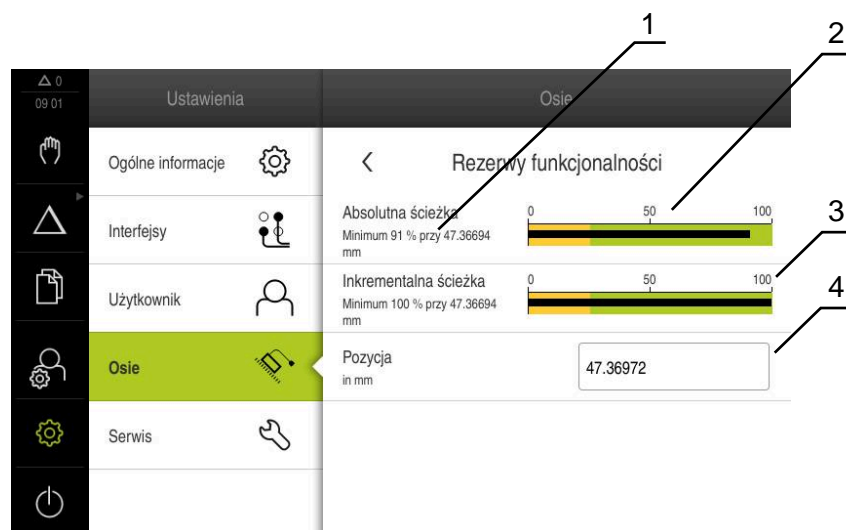 1
2
△ 0
09 01
Ustawienia
Osie
Ogólne informacje
Rezerwy funkcjonalności
Absolutna ścieżka
0 50 100
3
Interfejsy
Minimum 91 % przy 47.36694
mm
Inkrementalna ścieżka
0 50 100
4
Użytkownik
Minimum 100 % przy 47.36694
mm
Osie
Pozycja
in mm
47.36972
Serwis